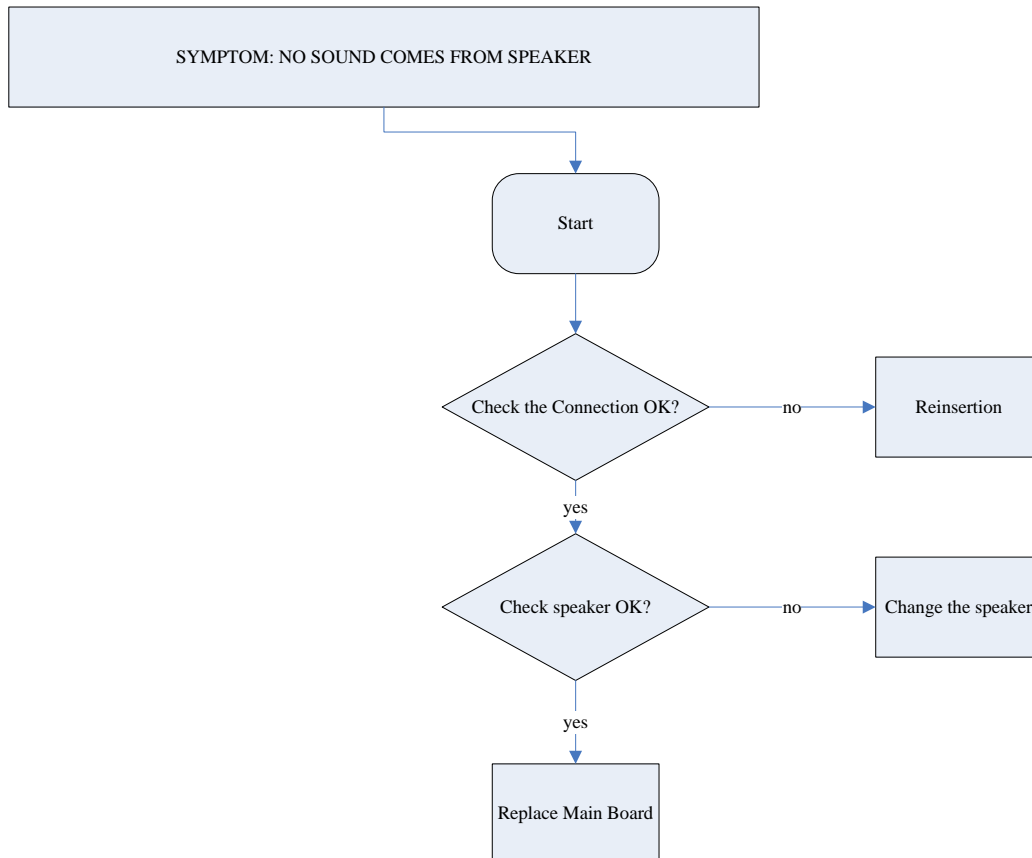 SYMPTOM: NO SOUND COMES FROM SPEAKER
Start
Check the Connection OK?
no
Reinsertion
yes
Check speaker OK?
no
Change the speaker
yes
Replace Main Board